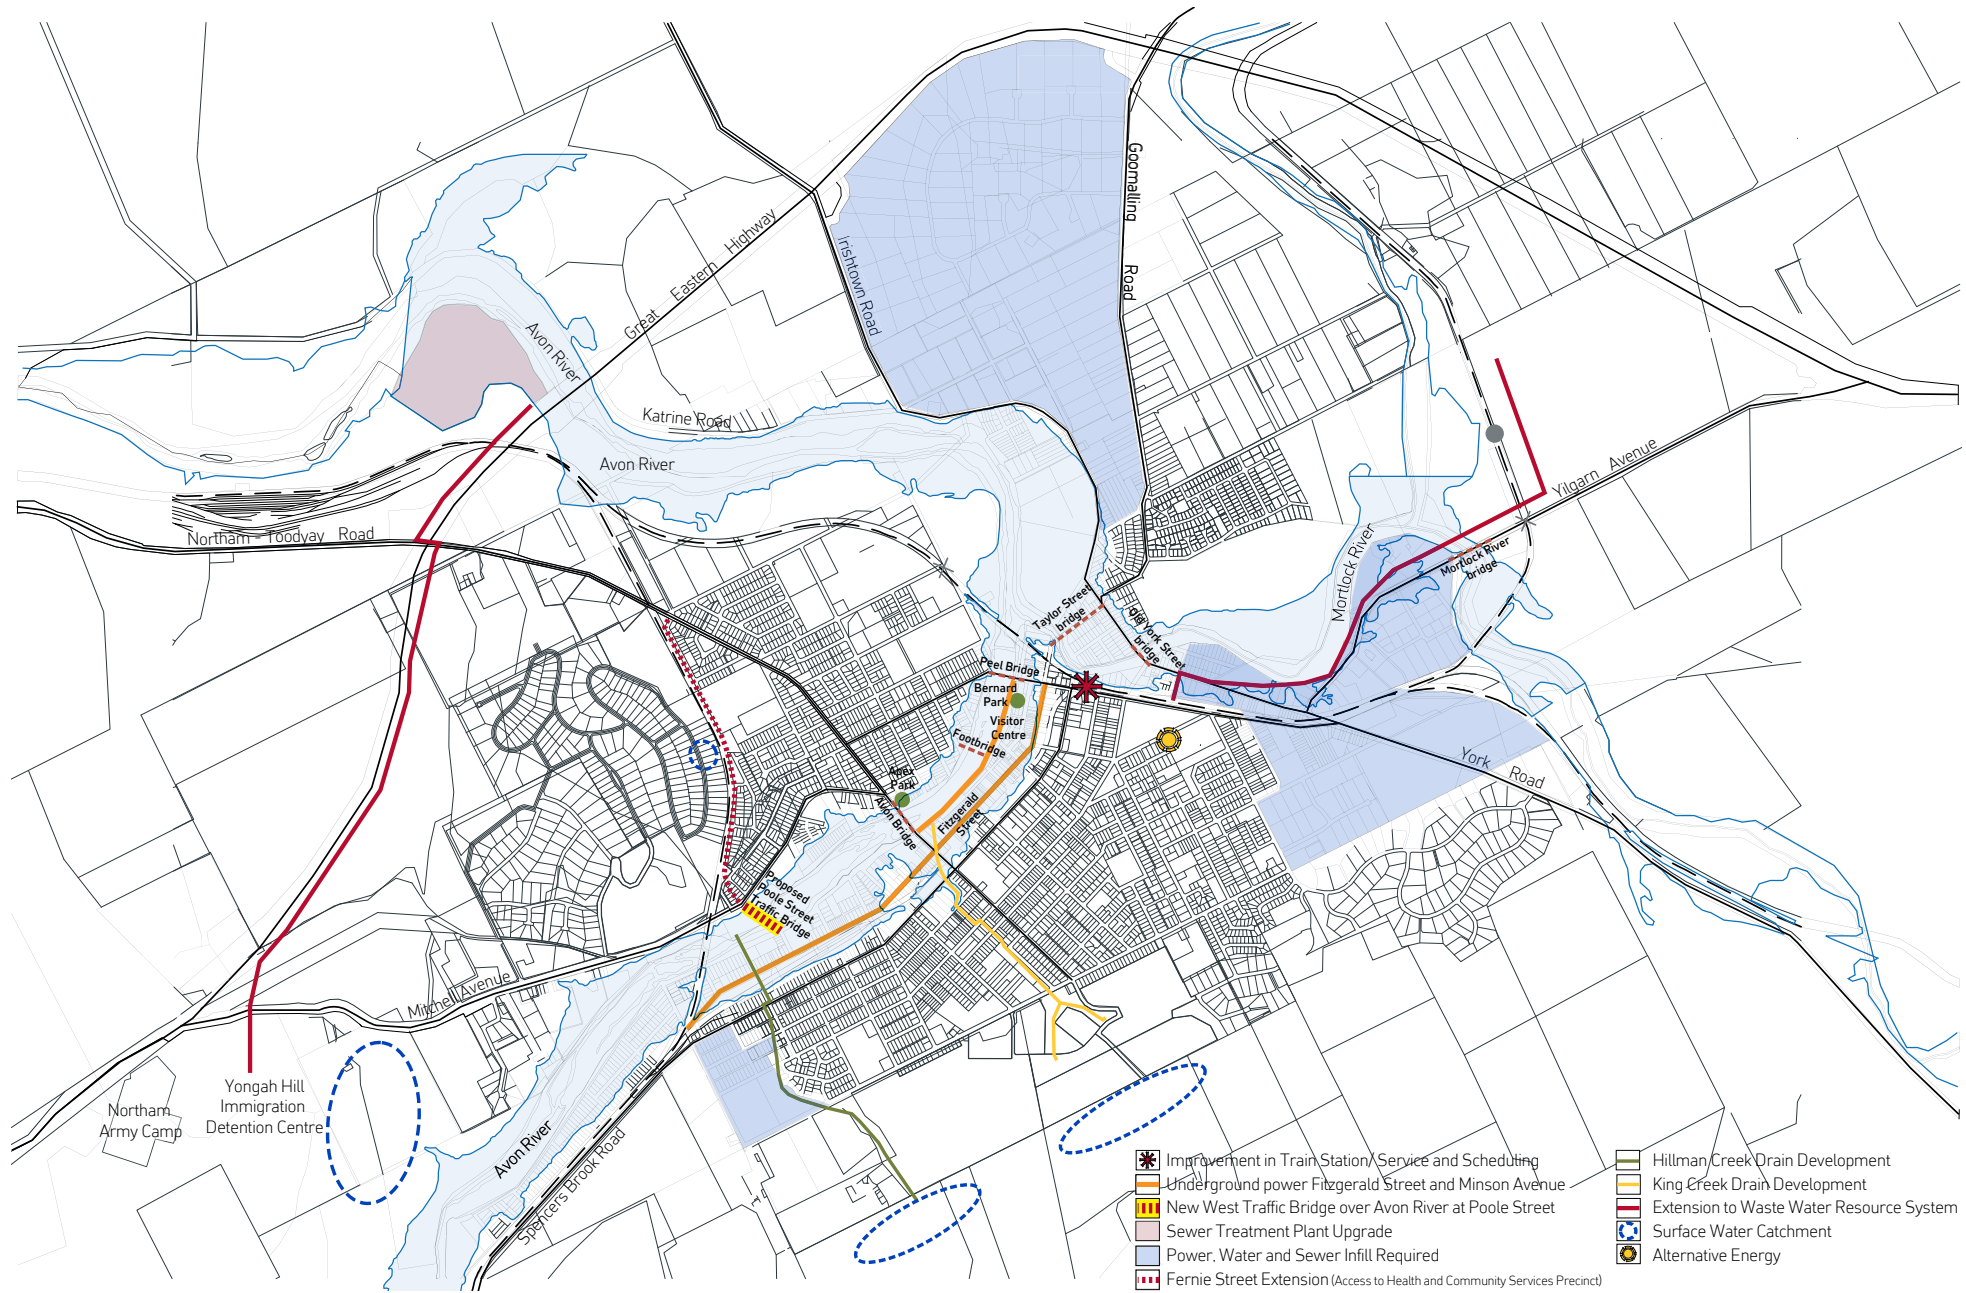 Goomalling Road
Great Eastern Highway
Irishtown Road
Avon River
Katrine Road
Avon River
Northam - Toodyay Road
Yilgarn Avenue
Mortlock River
Mortlock River
bridge
Taylor Street
bridge
Old York Street
bridge
Peel Bridge
Bernard
Park
Visitor
Centre
Footbridge
Apex
Park
Avon Bridge
Fitzgerald
Street
York Road
Proposed
Poole Street
Traffic Bridge
Mitchell Avenue
Yongah Hill
Immigration
Detention Centre
Northam
Army Camp
Avon River
Spencers Brook Road
Improvement in Train Station/ Service and Scheduling
Underground power Fitzgerald Street and Minson Avenue
New West Traffic Bridge over Avon River at Poole Street
Sewer Treatment Plant Upgrade
Power, Water and Sewer Infill Required
Fernie Street Extension (Access to Health and Community Services Precinct)
Hillman Creek Drain Development
King Creek Drain Development
Extension to Waste Water Resource System
Surface Water Catchment
Alternative Energy